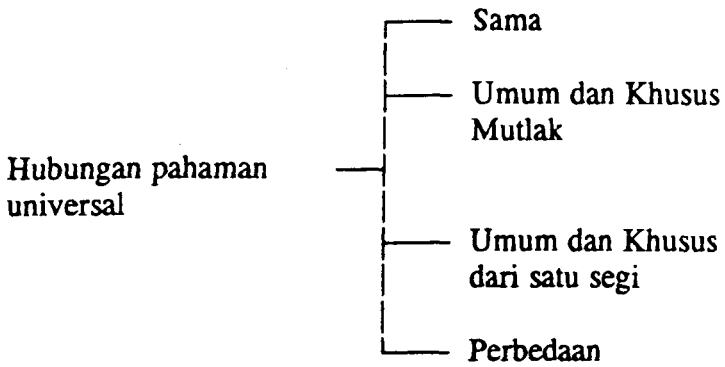 Sama
Umum dan Khusus
Mutlak
Hubungan pahaman
universal
Umum dan Khusus
dari satu segi
Perbedaan